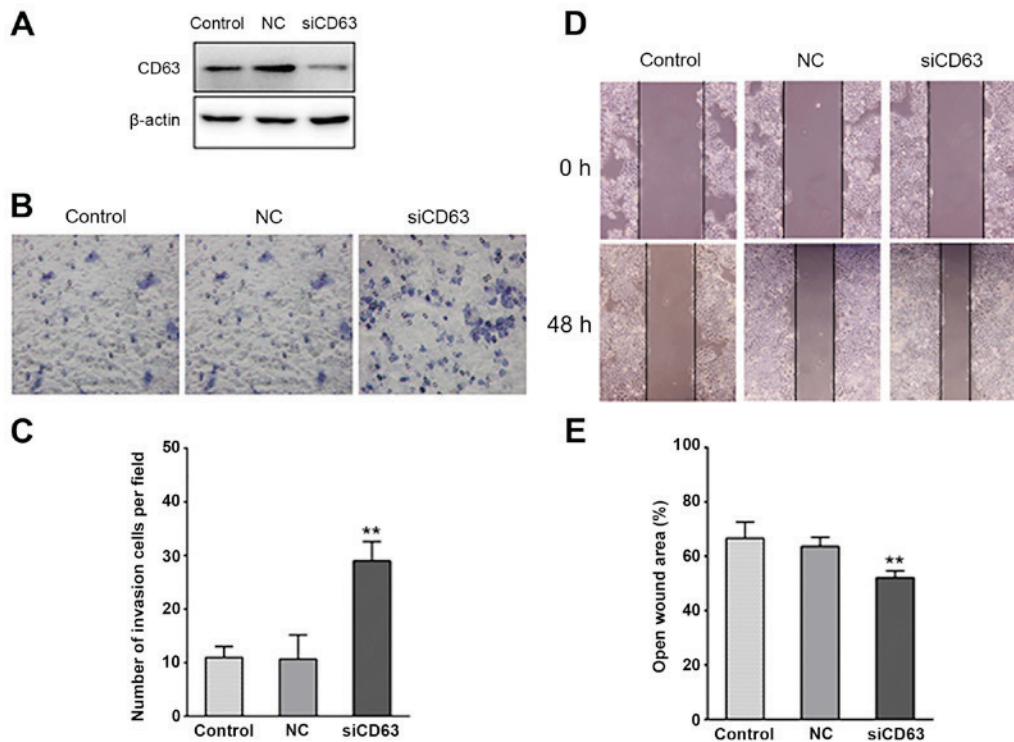 A
Control NC siCD63
CD63
β-actin
B
Control NC siCD63
C
Number of invasion cells per field
50
40
30
20
10
0
**
Control NC siCD63
D
Control NC siCD63
0 h
48 h
E
Open wound area (%)
100
80
60
40
20
0
**
Control NC siCD63